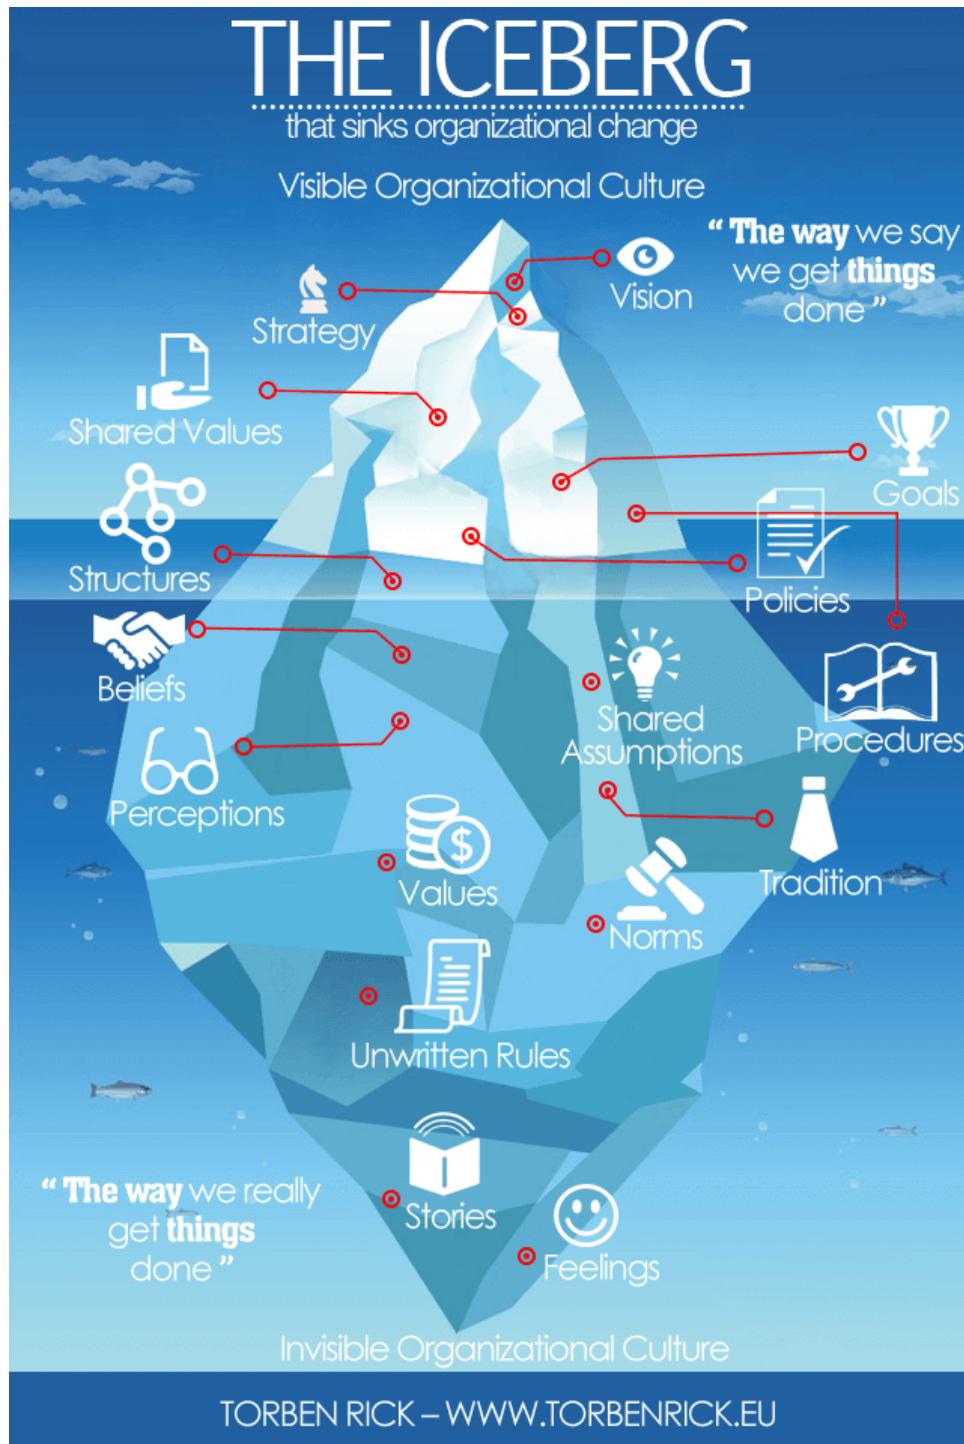 THE ICEBERG
that sinks organizational change
Visible Organizational Culture
“ The way we say
we get things
done ”
Vision
Strategy
Shared Values
Goals
Structures
Policies
Beliefs
Shared
Assumptions
Procedures
Perceptions
Tradition
Values
Norms
Unwritten Rules
“ The way we really
get things
done ”
Stories
Feelings
Invisible Organizational Culture
TORBEN RICK – WWW.TORBENRICK.EU